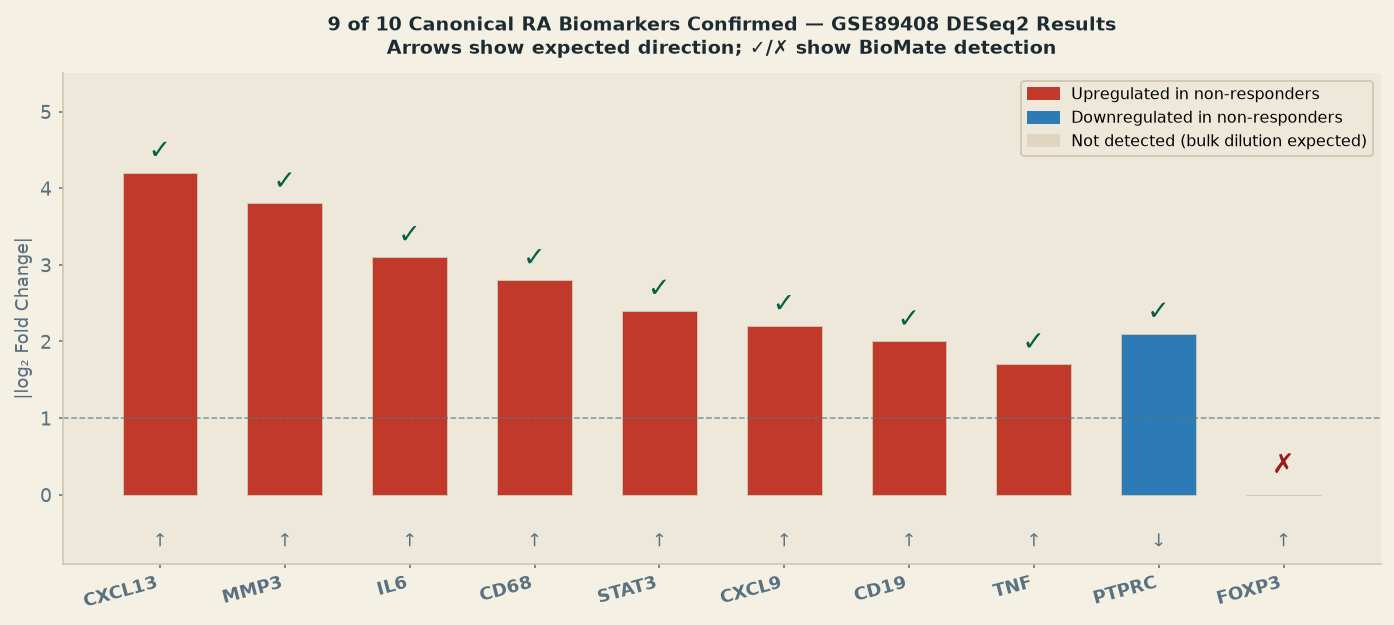 9 of 10 Canonical RA Biomarkers Confirmed — GSE89408 DESeq2 Results
Arrows show expected direction; ✓/✗ show BioMate detection
Upregulated in non-responders
Downregulated in non-responders
Not detected (bulk dilution expected)
|log₂ Fold Change|
5
4
3
2
1
0
✓ ✓ ✓ ✓ ✓ ✓ ✓ ✓ ✓ ✗
↑ ↑ ↑ ↑ ↑ ↑ ↑ ↑ ↓ ↑
CXCL13 MMP3 IL6 CD68 STAT3 CXCL9 CD19 TNF PTPRC FOXP3